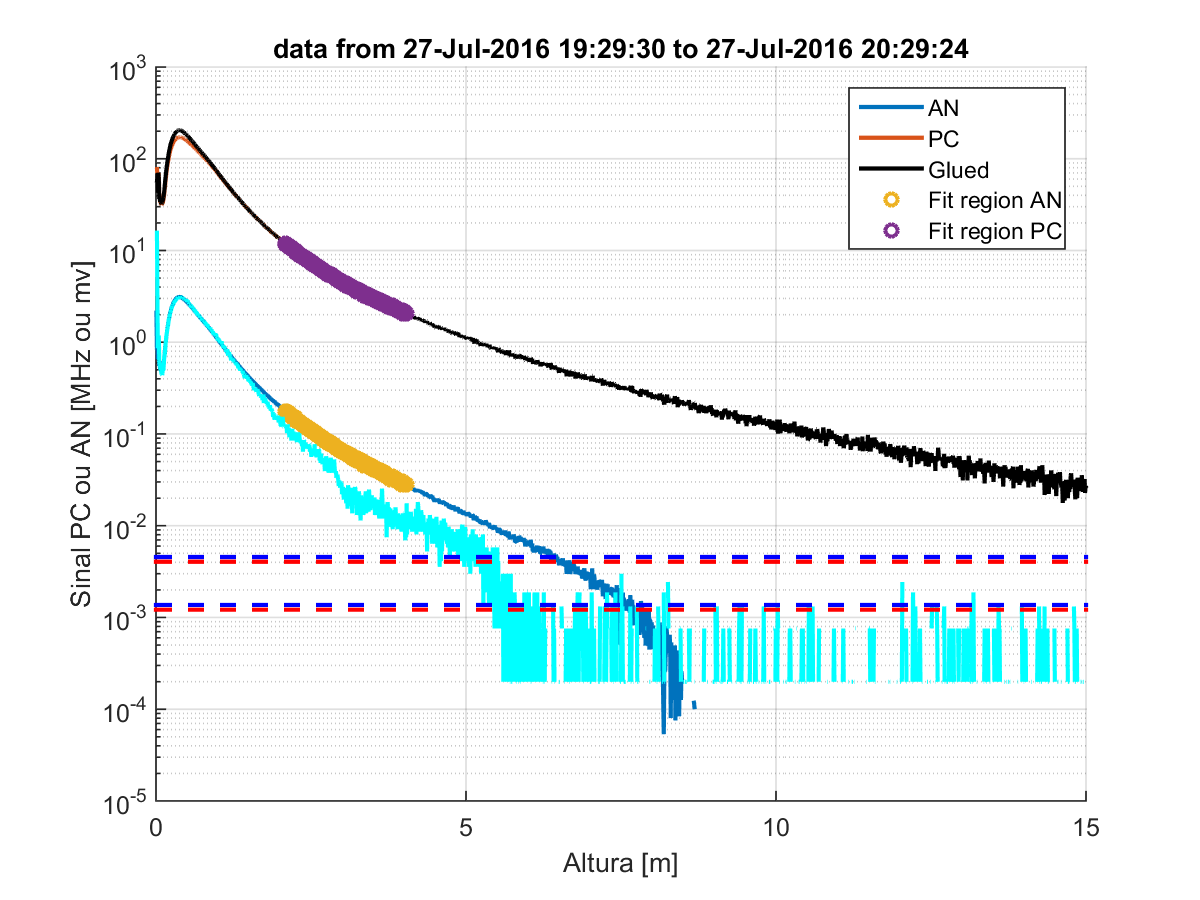 data from 27-Jul-2016 19:29:30 to 27-Jul-2016 20:29:24
AN
PC
Glued
Fit region AN
Fit region PC
Sinal PC ou AN [MHz ou mv]
10^3
10^2
10^1
10^0
10^-1
10^-2
10^-3
10^-4
10^-5
0 5 10 15
Altura [m]